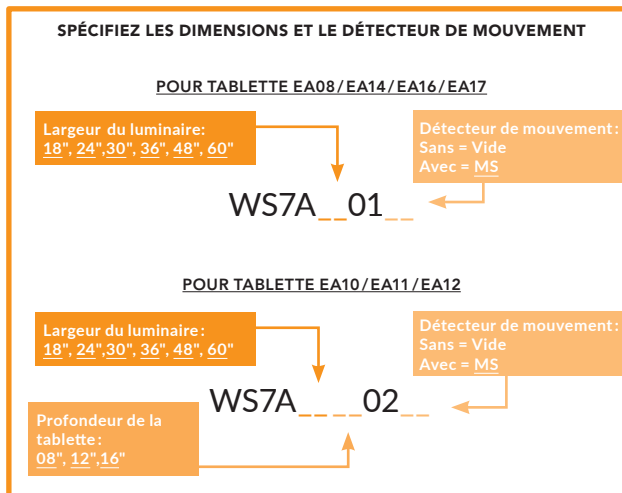 SPÉCIFIEZ LES DIMENSIONS ET LE DÉTECTEUR DE MOUVEMENT
POUR TABLETTE EA08/EA14/EA16/EA17
Largeur du luminaire:
18", 24",30", 36", 48", 60"
Détecteur de mouvement:
Sans = Vide
Avec = MS
WS7A__01__
POUR TABLETTE EA10/EA11/EA12
Largeur du luminaire:
18", 24",30", 36", 48", 60"
Détecteur de mouvement:
Sans = Vide
Avec = MS
WS7A____02__
Profondeur de la
tablette:
08", 12",16"